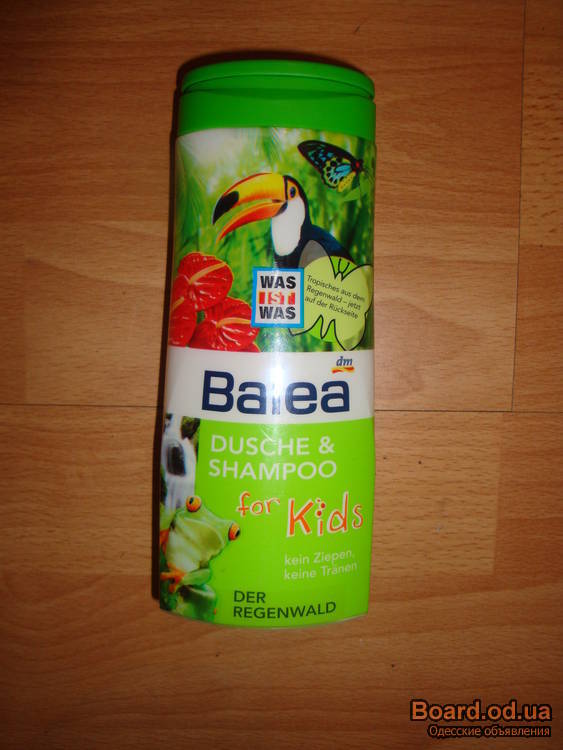 WAS
IST
WAS
Tropisches aus dem
Regenwald – jetzt
auf der Rückseite
dm
Balea
DUSCHE &
SHAMPOO
for Kids
kein Ziepen,
keine Tränen
DER
REGENWALD
Board.od.ua
Одесские объявления